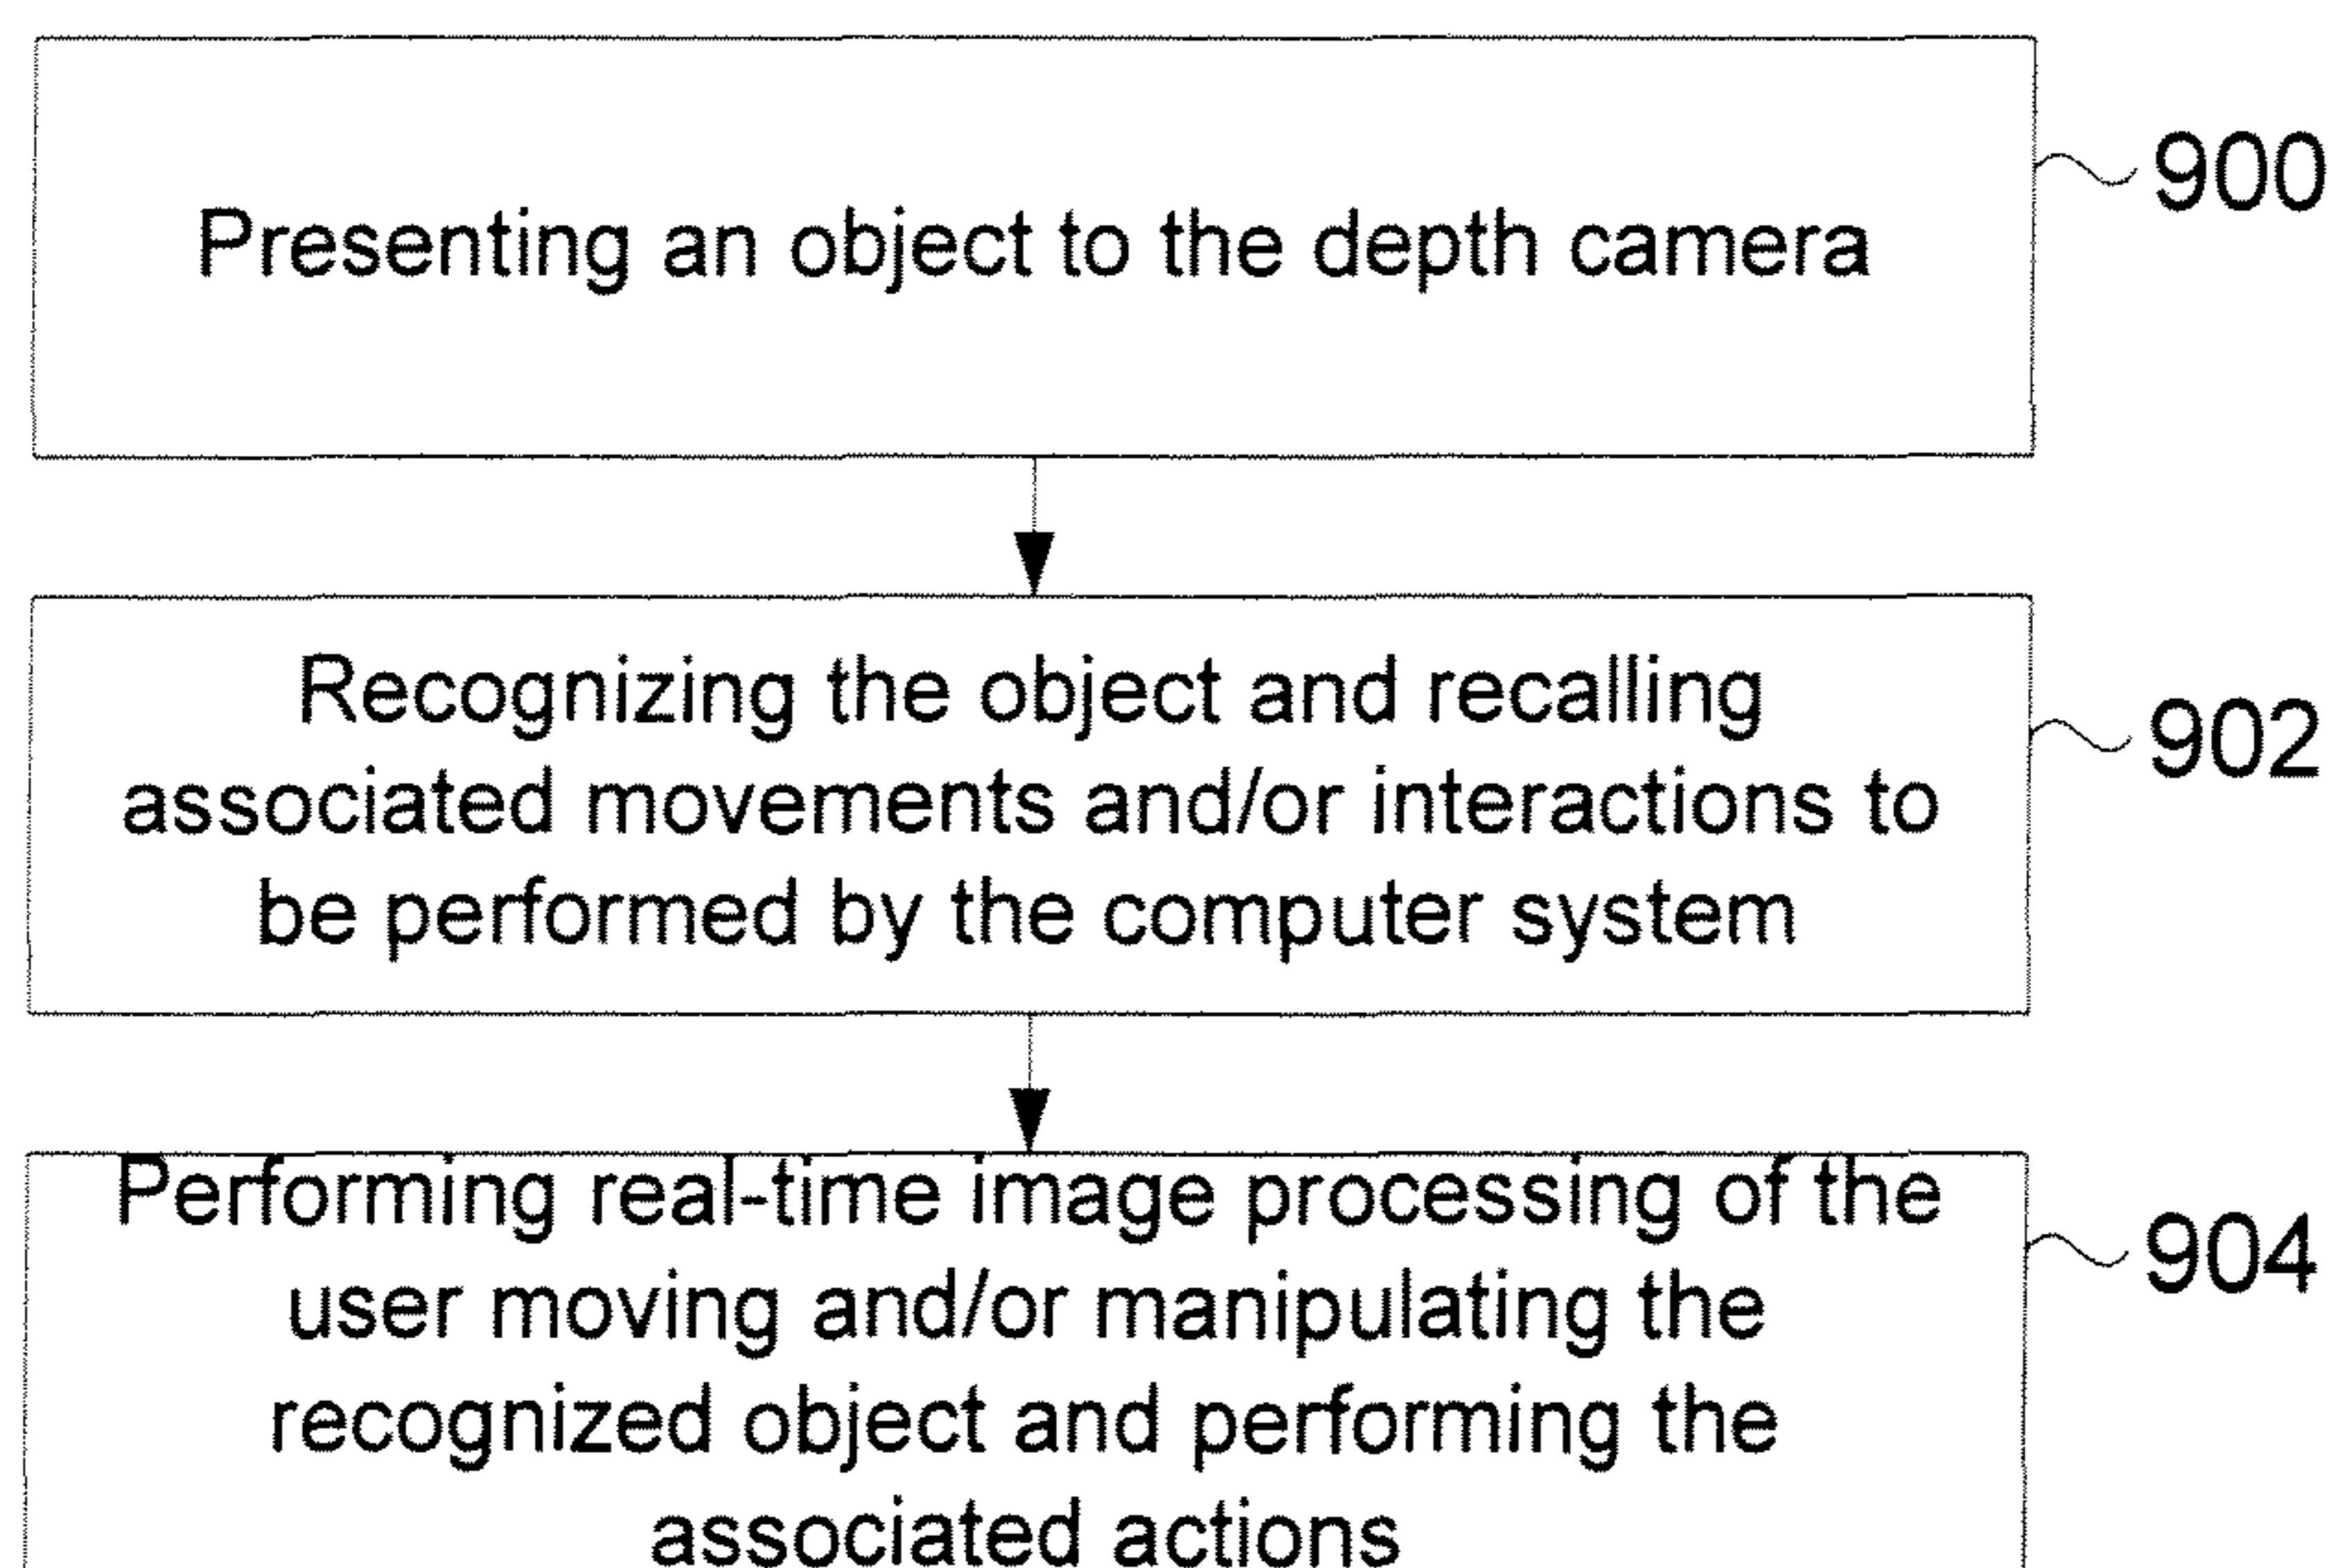 Presenting an object to the depth camera
900
Recognizing the object and recalling
associated movements and/or interactions to
be performed by the computer system
902
Performing real-time image processing of the
user moving and/or manipulating the
recognized object and performing the
associated actions
904